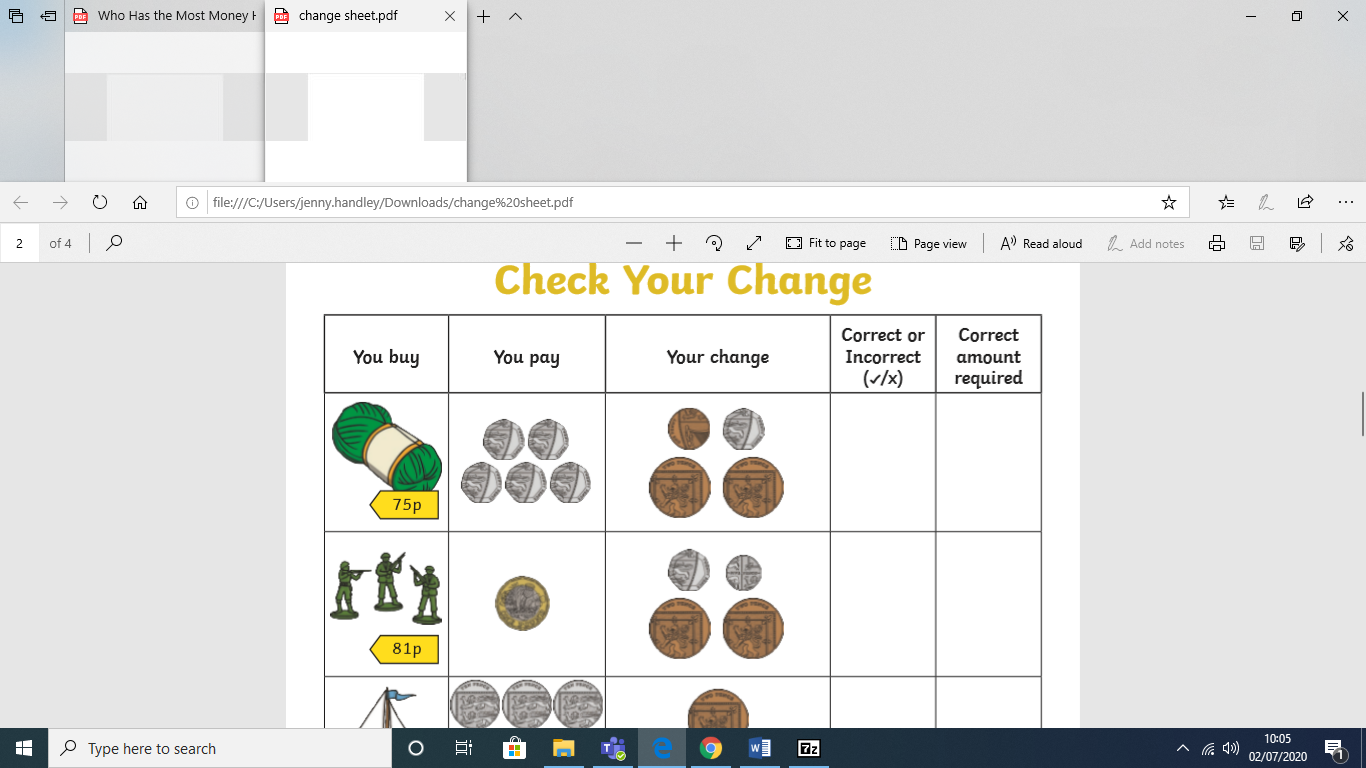 Who Has the Most Money H
change sheet.pdf
file:///C:/Users/jenny.handley/Downloads/change%20sheet.pdf
2 of 4
Fit to page
Page view
Read aloud
Add notes
Check Your Change
You buy
You pay
Your change
Correct or
Incorrect
(✓/x)
Correct
amount
required
75p
81p
Type here to search
10:05
02/07/2020
1